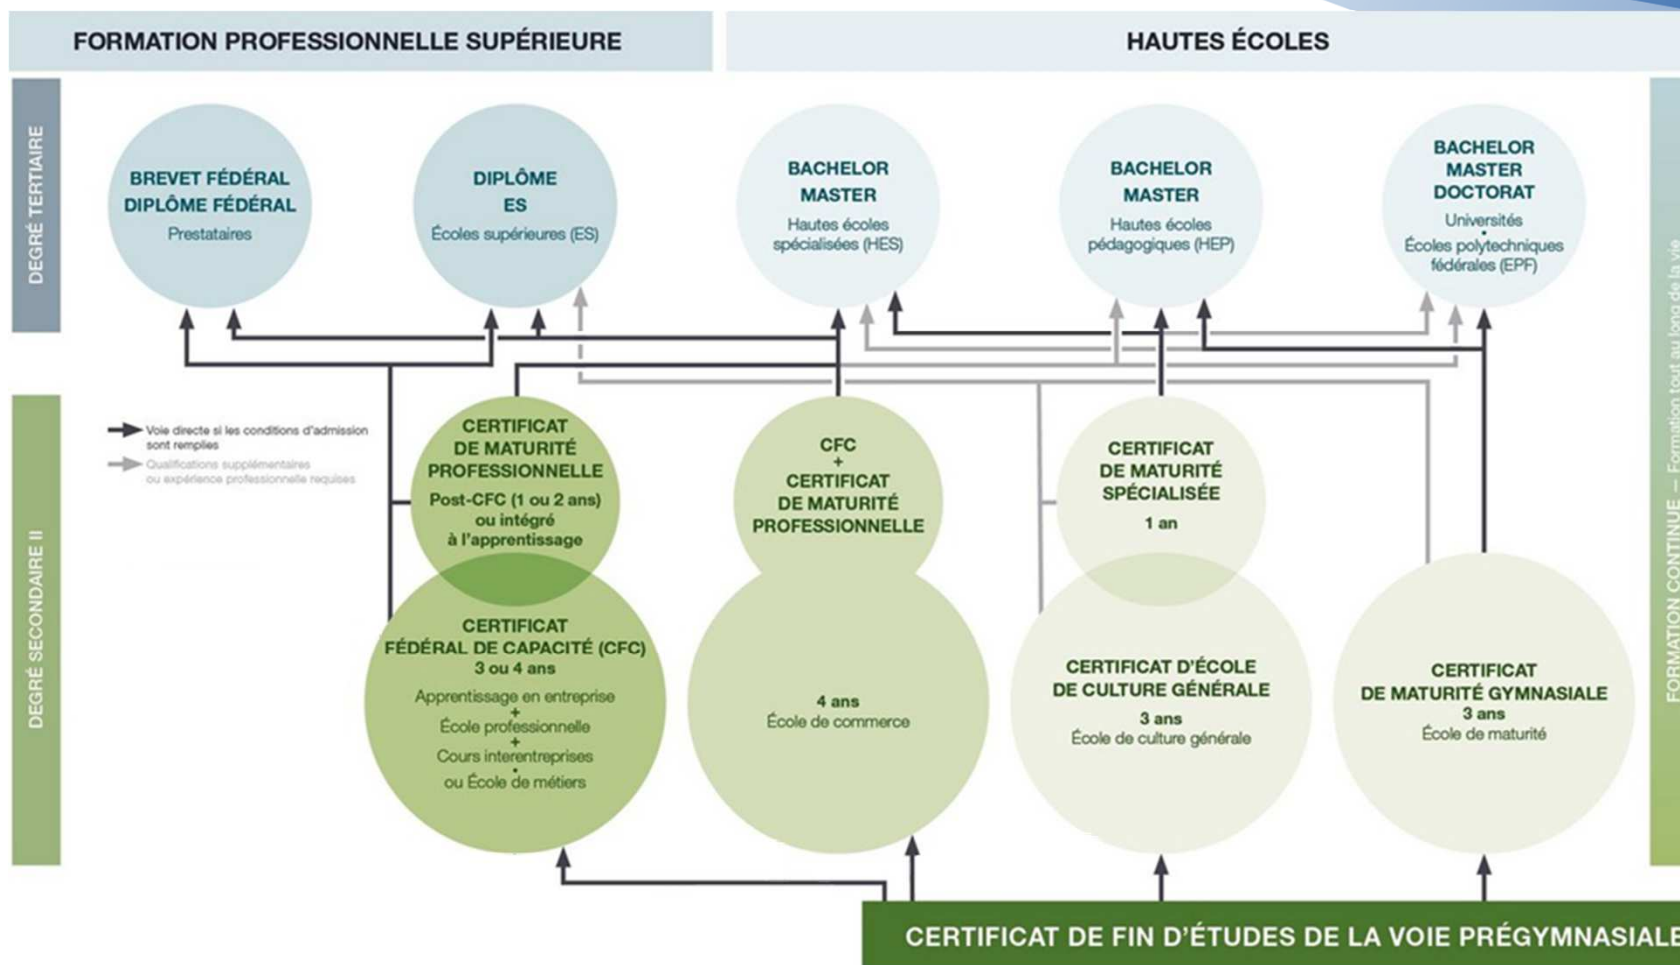 FORMATION PROFESSIONNELLE SUPÉRIEURE
HAUTES ÉCOLES
DEGRÉ TERTIAIRE
BREVET FÉDÉRAL
DIPLÔME FÉDÉRAL
Prestataires
DIPLÔME
ES
Écoles supérieures (ES)
BACHELOR
MASTER
Hautes écoles
spécialisées (HES)
BACHELOR
MASTER
Hautes écoles
pédagogiques (HEP)
BACHELOR
MASTER
DOCTORAT
Universités
•
Écoles polytechniques
fédérales (EPF)
FORMATION CONTINUE — Formation tout au long de la vie
DEGRÉ SECONDAIRE II
Voie directe si les conditions d'admission
sont remplies
Qualifications supplémentaires
ou expérience professionnelle requises
CERTIFICAT
DE MATURITÉ
PROFESSIONNELLE
Post-CFC (1 ou 2 ans)
ou intégré
à l'apprentissage
CERTIFICAT
FÉDÉRAL DE CAPACITÉ (CFC)
3 ou 4 ans
Apprentissage en entreprise
+
École professionnelle
+
Cours interentreprises
•
ou École de métiers
CFC
+
CERTIFICAT
DE MATURITÉ
PROFESSIONNELLE
4 ans
École de commerce
CERTIFICAT
DE MATURITÉ
SPÉCIALISÉE
1 an
CERTIFICAT D'ÉCOLE
DE CULTURE GÉNÉRALE
3 ans
École de culture générale
CERTIFICAT
DE MATURITÉ GYMNASIALE
3 ans
École de maturité
CERTIFICAT DE FIN D'ÉTUDES DE LA VOIE PRÉGYMNASIALE